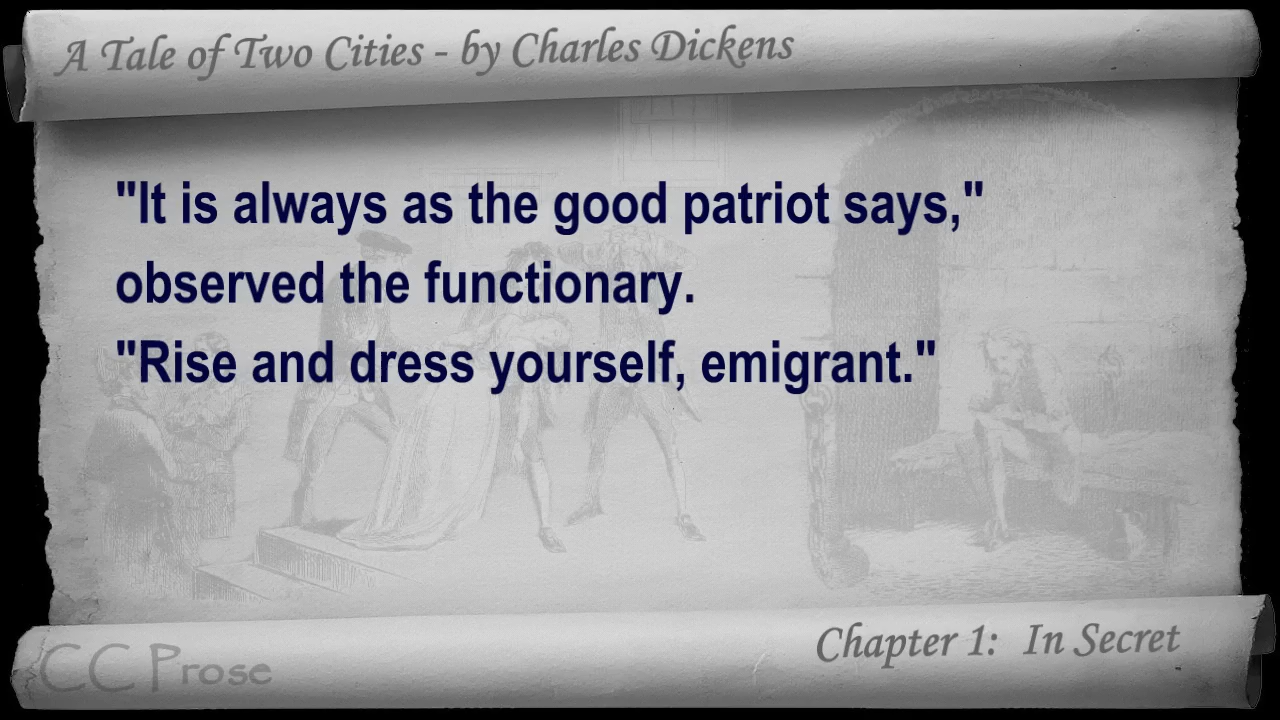 A Tale of Two Cities - by Charles Dickens
"It is always as the good patriot says,"
observed the functionary.
"Rise and dress yourself, emigrant."
Chapter 1: In Secret
CC Prose